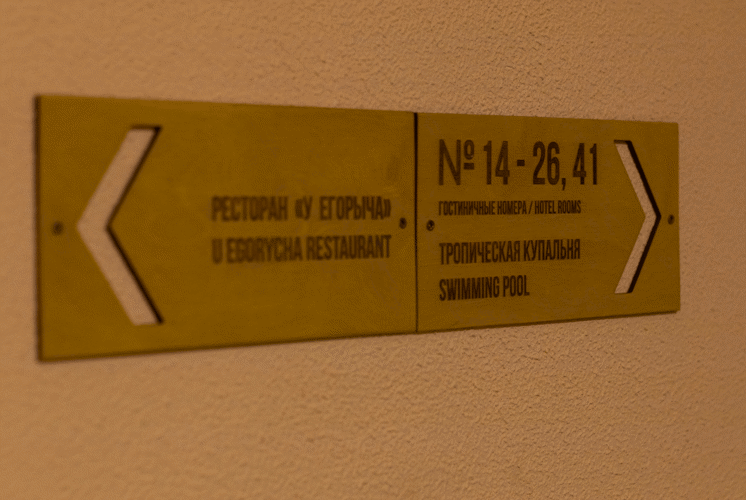 РЕСТОРАН «У ЕГОРЫЧА»
U EGORYCHA RESTAURANT
№ 14 - 26, 41
ГОСТИНИЧНЫЕ НОМЕРА / HOTEL ROOMS
ТРОПИЧЕСКАЯ КУПАЛЬНЯ
SWIMMING POOL